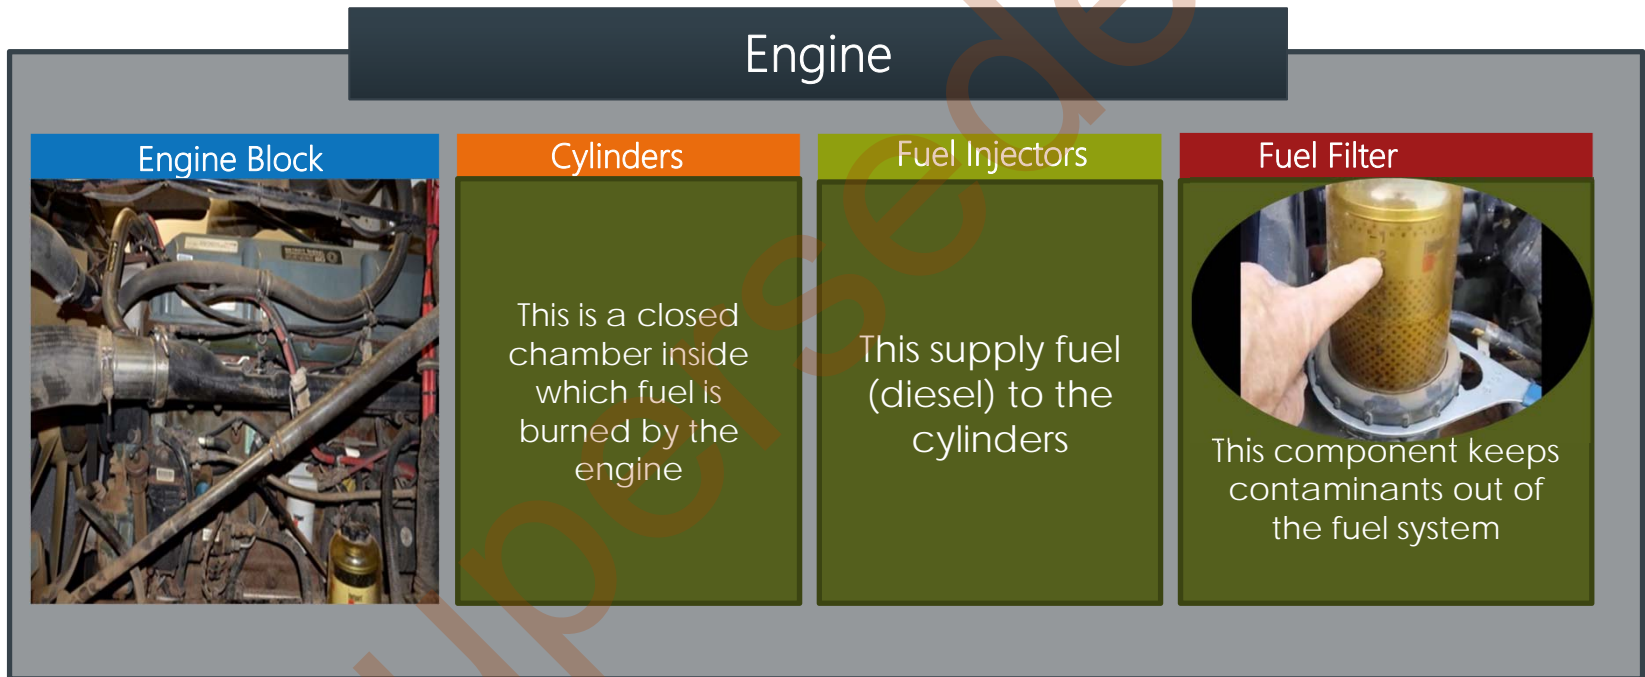 Engine
Engine Block
Cylinders
This is a closed
chamber inside
which fuel is
burned by the
engine
Fuel Injectors
This supply fuel
(diesel) to the
cylinders
Fuel Filter
This component keeps
contaminants out of
the fuel system